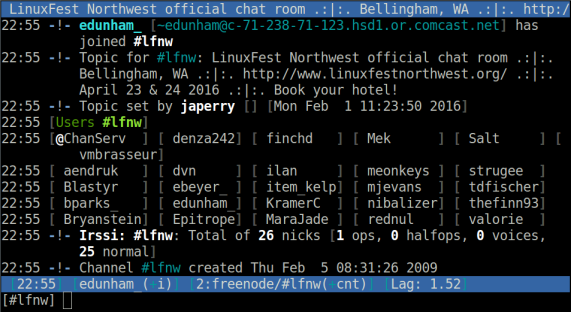 LinuxFest Northwest official chat room .:|:. Bellingham, WA .:|:. http:/
22:55 -!- edunham_ [~edunham@c-71-238-71-123.hsd1.or.comcast.net] has
joined #lfnw
22:55 -!- Topic for #lfnw: LinuxFest Northwest official chat room .:|:.
Bellingham, WA .:|:. http://www.linuxfestnorthwest.org/ .:|:.
April 23 & 24 2016 .:|:. Book your hotel!
22:55 -!- Topic set by japerry [] [Mon Feb  1 11:23:50 2016]
22:55 [Users #lfnw]
22:55 [@ChanServ  ] [ denza242] [ finchd   ] [ Mek      ] [ Salt     ] [
vmbrasseur]
22:55 [ aendruk   ] [ dvn     ] [ ilan     ] [ meonkeys ] [ strugee  ]
22:55 [ Blastyr   ] [ ebeyer_ ] [ item_kelp] [ mjevans  ] [ tdfischer]
22:55 [ bparks_   ] [ edunham_] [ KramerC  ] [ nibalizer] [ thefinn93]
22:55 [ Bryanstein] [ Epitrope] [ MaraJade ] [ rednul   ] [ valorie  ]
22:55 -!- Irssi: #lfnw: Total of 26 nicks [1 ops, 0 halfops, 0 voices,
25 normal]
22:55 -!- Channel #lfnw created Thu Feb  5 08:31:26 2009
[22:55] [edunham_(+i)] [2:freenode/#lfnw(+cnt)] [Lag: 1.52]
[#lfnw]